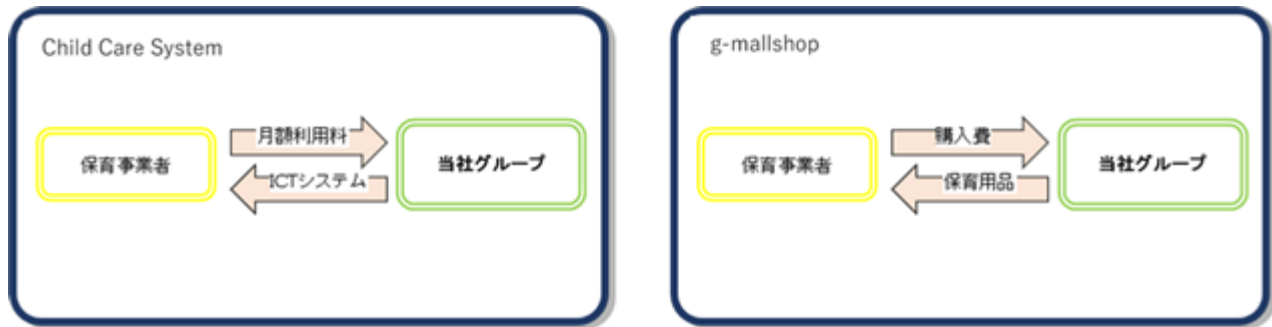 Child Care System
保育事業者
月額利用料
ICTシステム
当社グループ
g-mallshop
保育事業者
購入費
保育用品
当社グループ